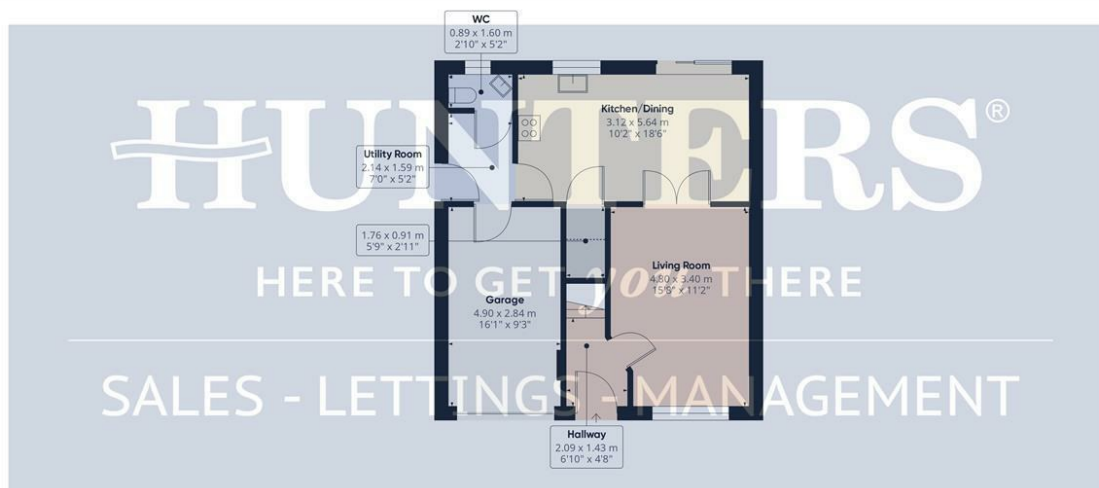 WC
0.89 x 1.60 m
2'10" x 5'2"
HUNTERS®
Kitchen/Dining
3.12 x 5.64 m
10'2" x 18'6"
Utility Room
2.14 x 1.59 m
7'0" x 5'2"
1.76 x 0.91 m
5'9" x 2'11"
HERE TO GET you THERE
Living Room
4.80 x 3.40 m
15'8" x 11'2"
Garage
4.90 x 2.84 m
16'1" x 9'3"
SALES - LETTINGS - MANAGEMENT
Hallway
2.09 x 1.43 m
6'10" x 4'8"